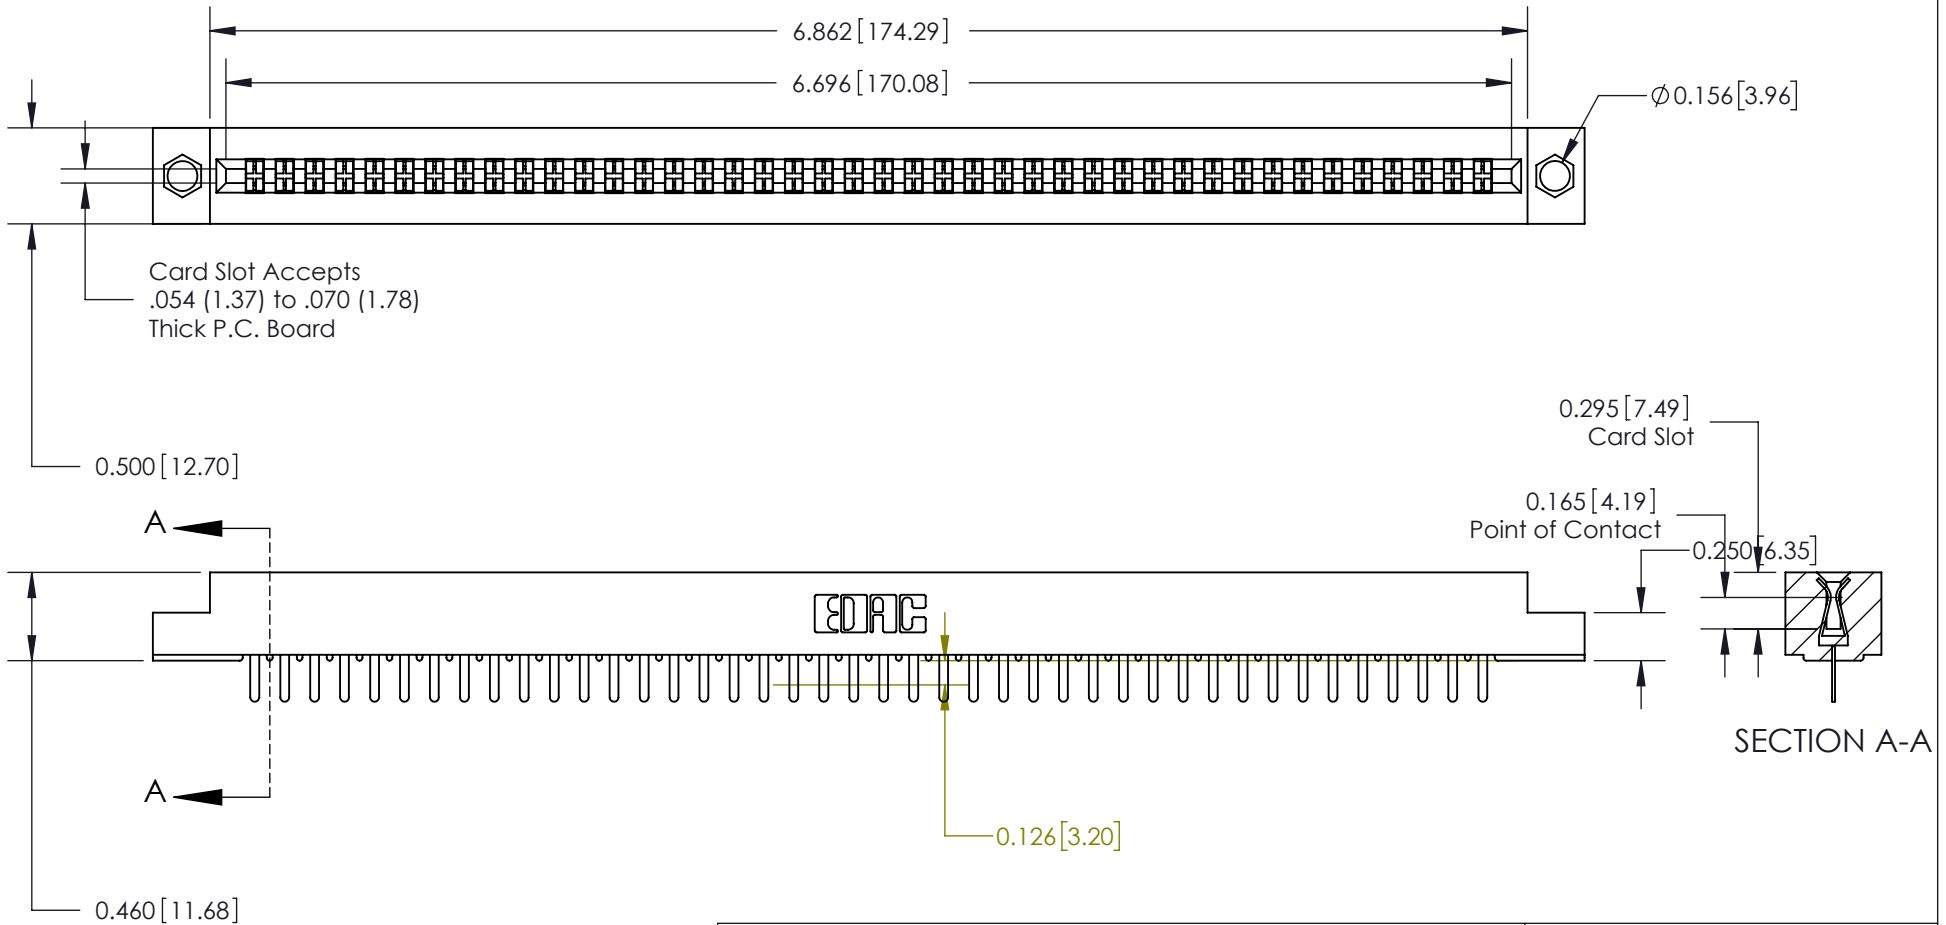 6.862[174.29]
6.696[170.08]
Ø0.156[3.96]
Card Slot Accepts
.054 (1.37) to .070 (1.78)
Thick P.C. Board
0.295[7.49]
Card Slot
0.500[12.70]
0.165[4.19]
Point of Contact
A
0.250[6.35]
EDAC
SECTION A-A
A
0.126[3.20]
0.460[11.68]